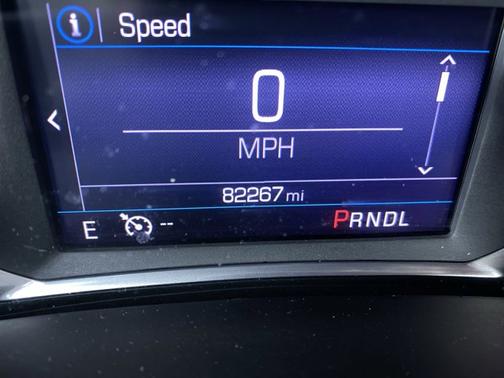 i Speed
0
MPH
82267 mi
E -- PRNDL